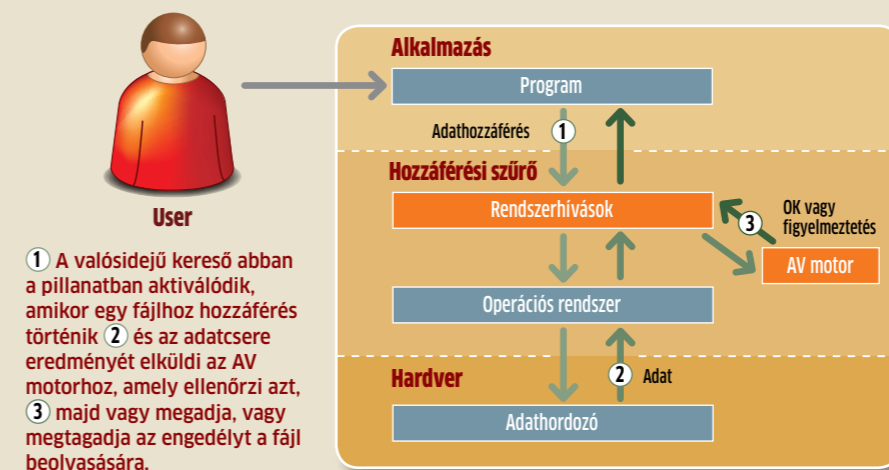 User
① A valósidejű kereső abban
a pillanatban aktiválódik,
amikor egy fájlhoz hozzáférés
történik ② és az adatcsere
eredményét elküldi az AV
motorhoz, amely ellenőrzi azt,
③ majd vagy megadja, vagy
megtagadja az engedélyt a fájl
beolvasására.
Alkalmazás
Program
Adathozzáférés ①
Hozzáférési szűrő
Rendszerhívások
③ OK vagy
figyelmeztetés
AV motor
Operációs rendszer
Hardver
② Adat
Adathordozó